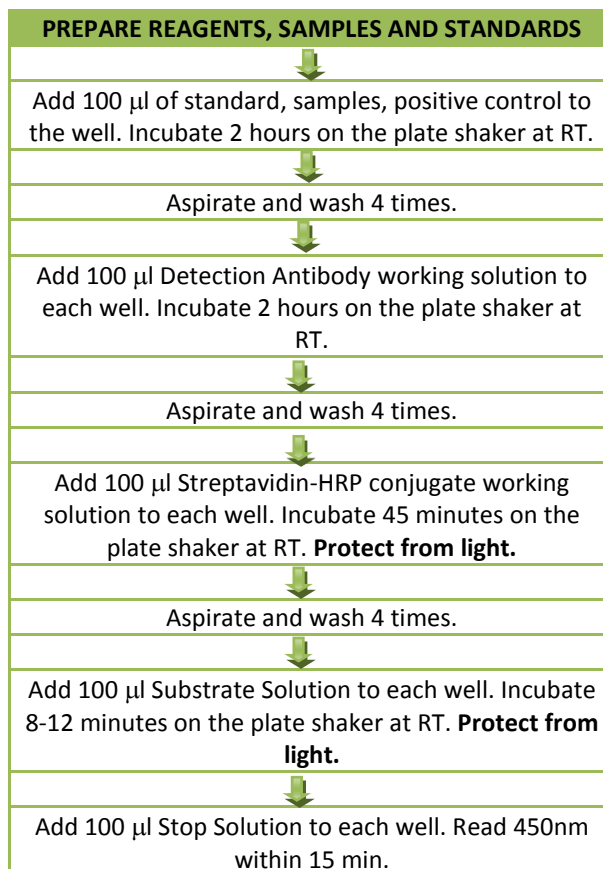 PREPARE REAGENTS, SAMPLES AND STANDARDS
Add 100 μl of standard, samples, positive control to
the well. Incubate 2 hours on the plate shaker at RT.
Aspirate and wash 4 times.
Add 100 μl Detection Antibody working solution to
each well. Incubate 2 hours on the plate shaker at
RT.
Aspirate and wash 4 times.
Add 100 μl Streptavidin-HRP conjugate working
solution to each well. Incubate 45 minutes on the
plate shaker at RT. Protect from light.
Aspirate and wash 4 times.
Add 100 μl Substrate Solution to each well. Incubate
8-12 minutes on the plate shaker at RT. Protect from
light.
Add 100 μl Stop Solution to each well. Read 450nm
within 15 min.